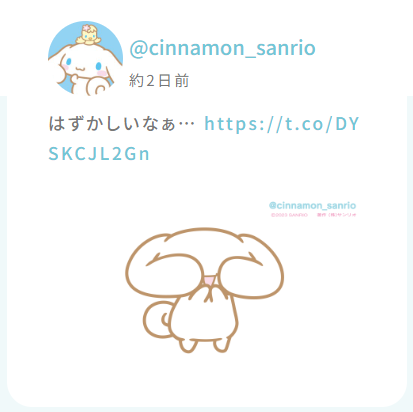 @cinnamon_sanrio
約2日前
はずかしいなぁ… https://t.co/DY
SKCJL2Gn
@cinnamon_sanrio